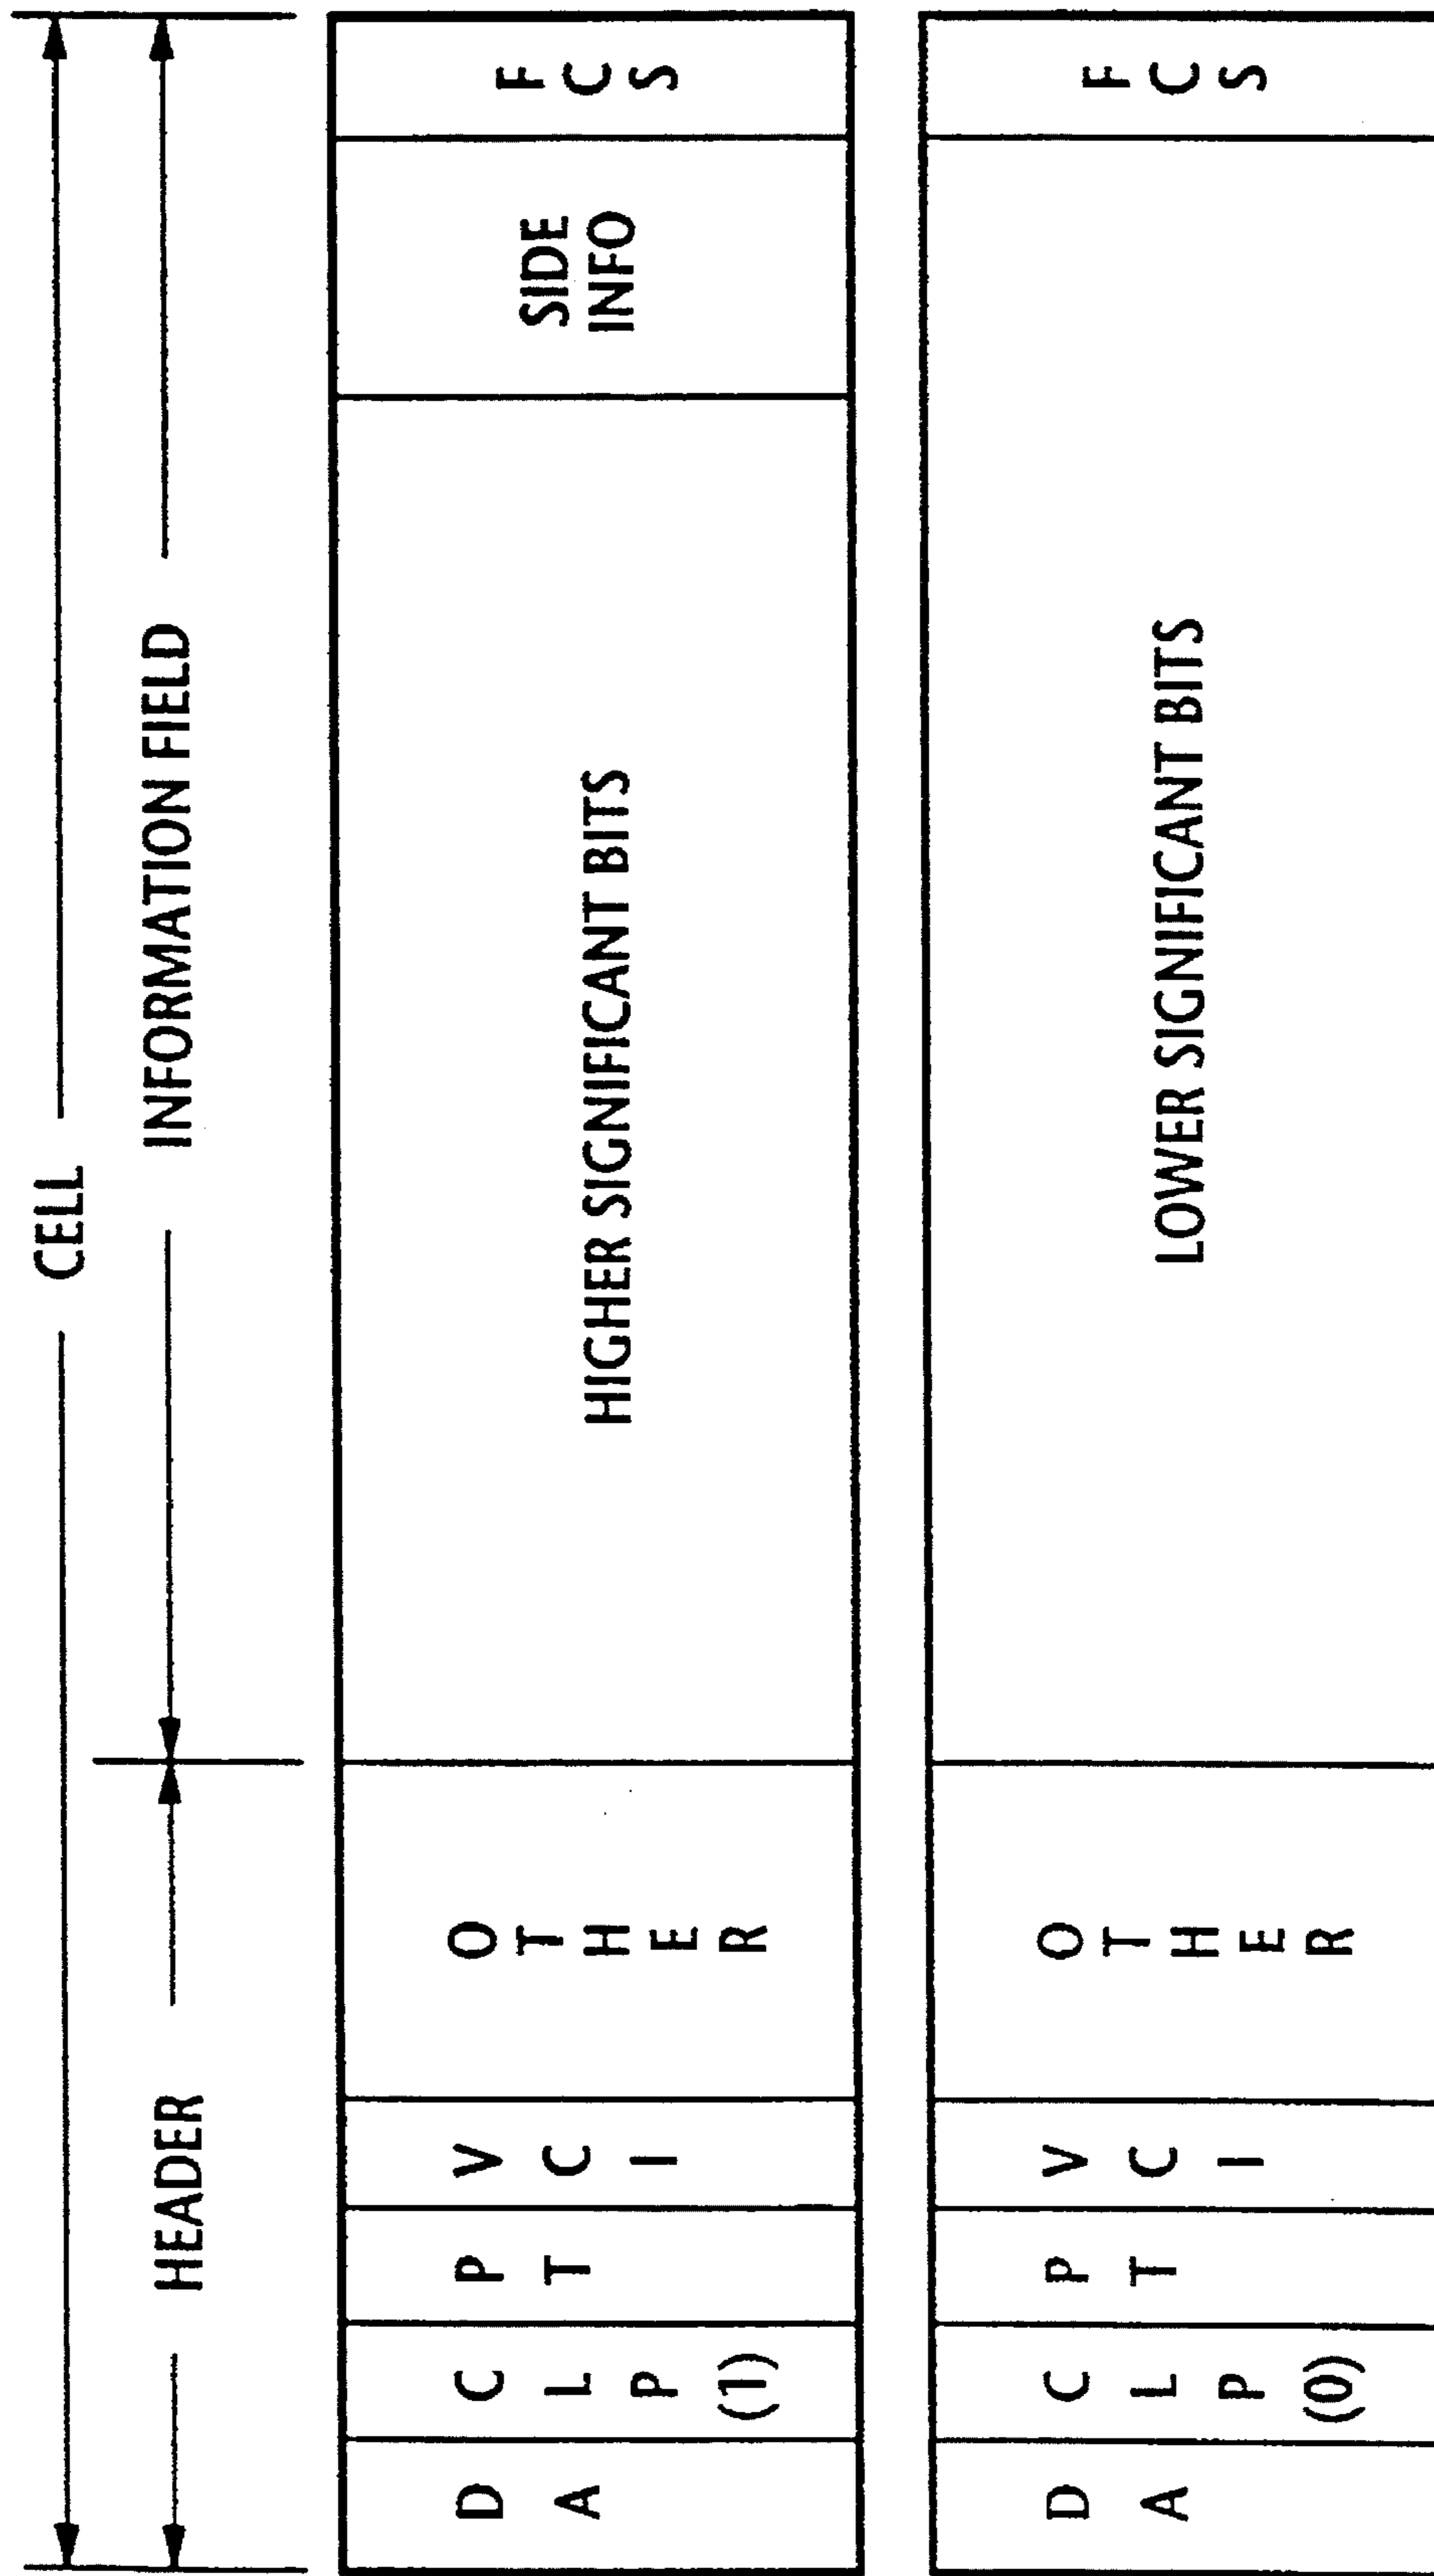 CELL
HEADER
INFORMATION FIELD
DA
CLP(1)
PT
VCI
OTHER
HIGHER SIGNIFICANT BITS
SIDE
INFO
FCS
DA
CLP(0)
PT
VCI
OTHER
LOWER SIGNIFICANT BITS
FCS